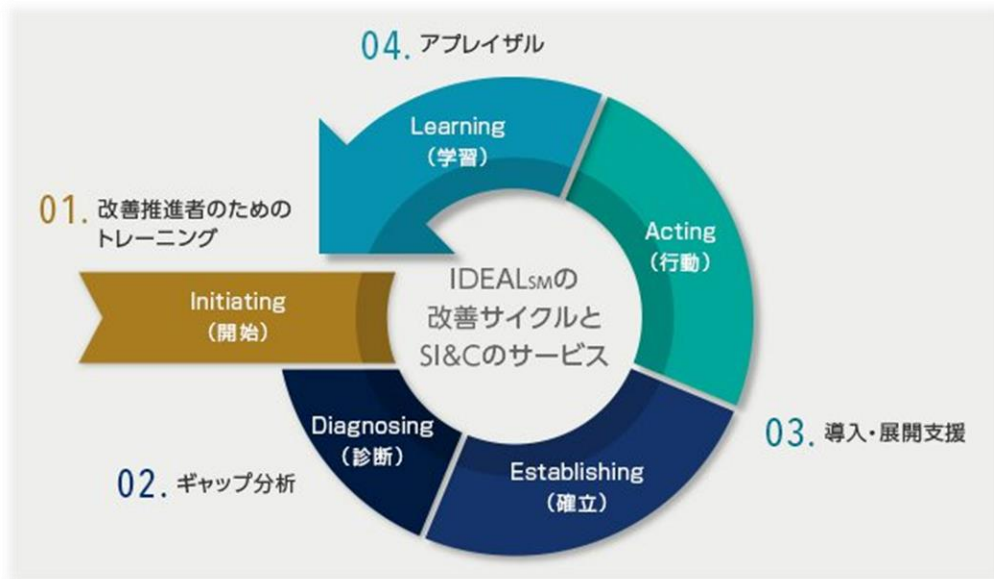 04. アプレイザル
Learning
（学習）
01. 改善推進者のための
トレーニング
Acting
（行動）
Initiating
（開始）
IDEALSMの
改善サイクルと
SI&Cのサービス
Diagnosing
（診断）
03. 導入・展開支援
02. ギャップ分析
Establishing
（確立）